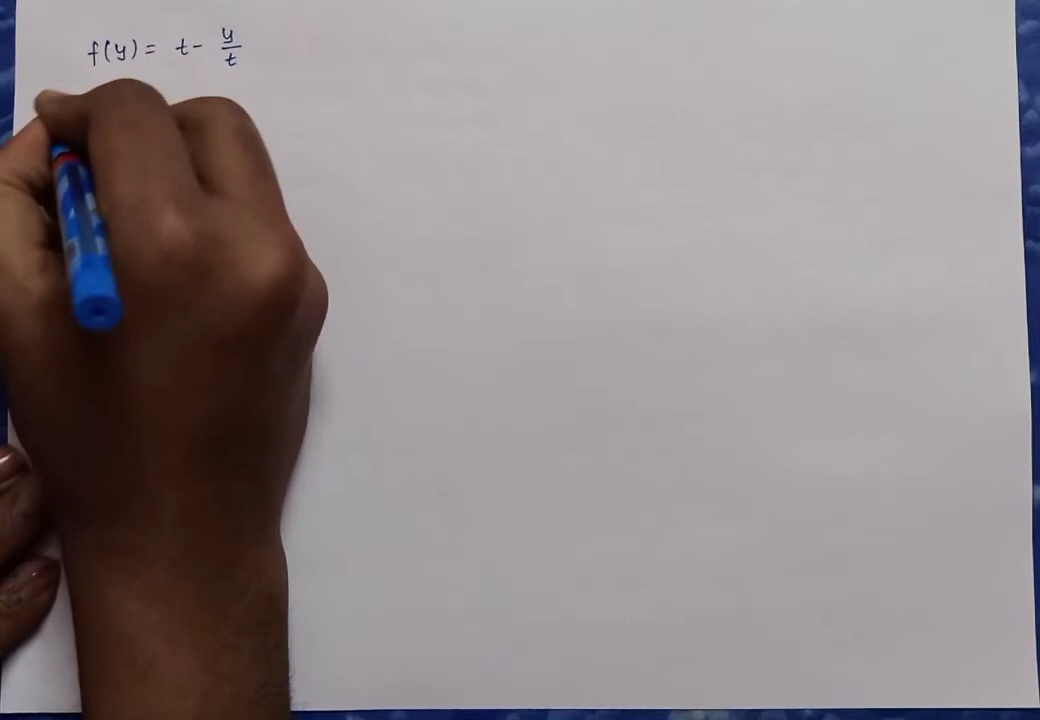 f(y) = t - y/t